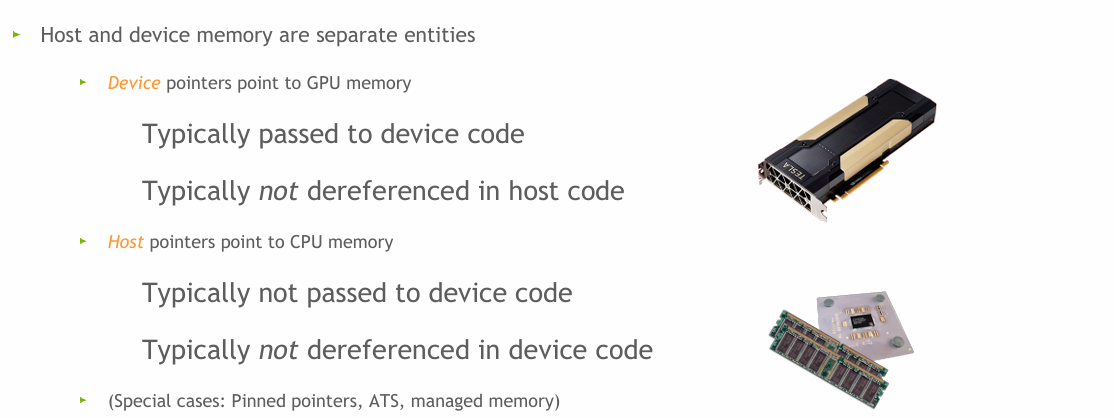 Host and device memory are separate entities
Device pointers point to GPU memory
Typically passed to device code
Typically not dereferenced in host code
TESLA
Host pointers point to CPU memory
Typically not passed to device code
Typically not dereferenced in device code
(Special cases: Pinned pointers, ATS, managed memory)